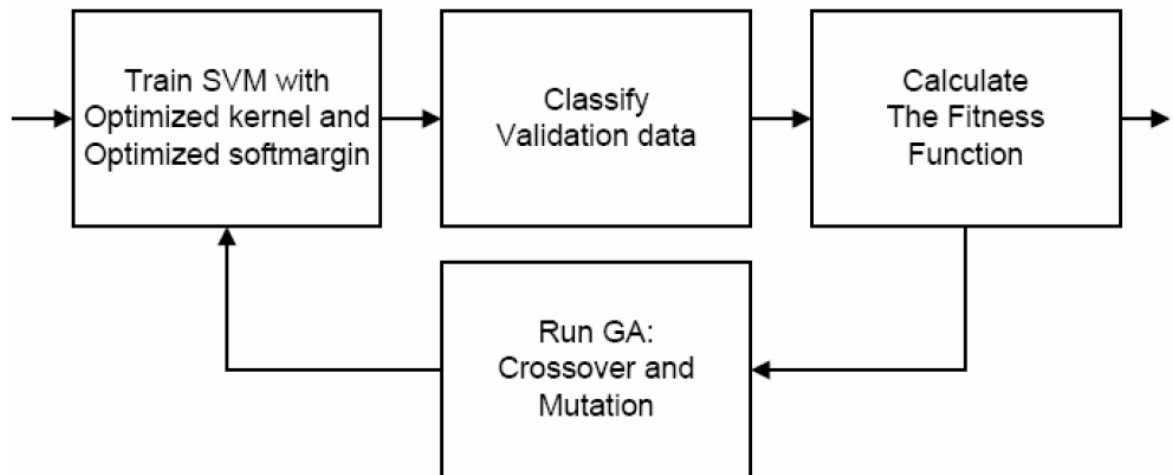 Train SVM with
Optimized kernel and
Optimized softmargin
Classify
Validation data
Calculate
The Fitness
Function
Run GA:
Crossover and
Mutation